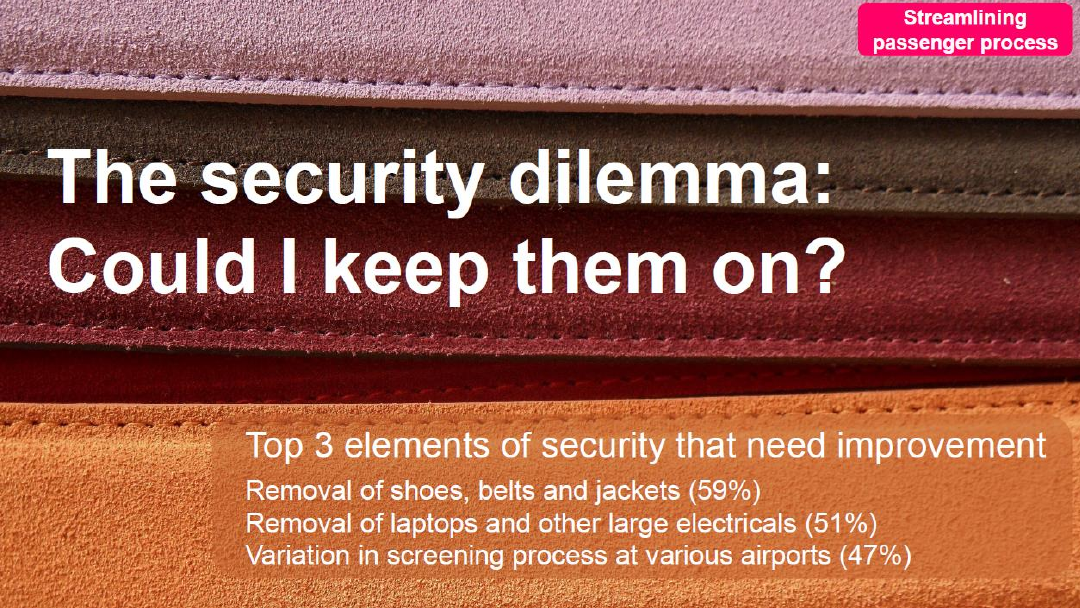 Streamlining
passenger process
The security dilemma:
Could I keep them on?
Top 3 elements of security that need improvement
Removal of shoes, belts and jackets (59%)
Removal of laptops and other large electricals (51%)
Variation in screening process at various airports (47%)